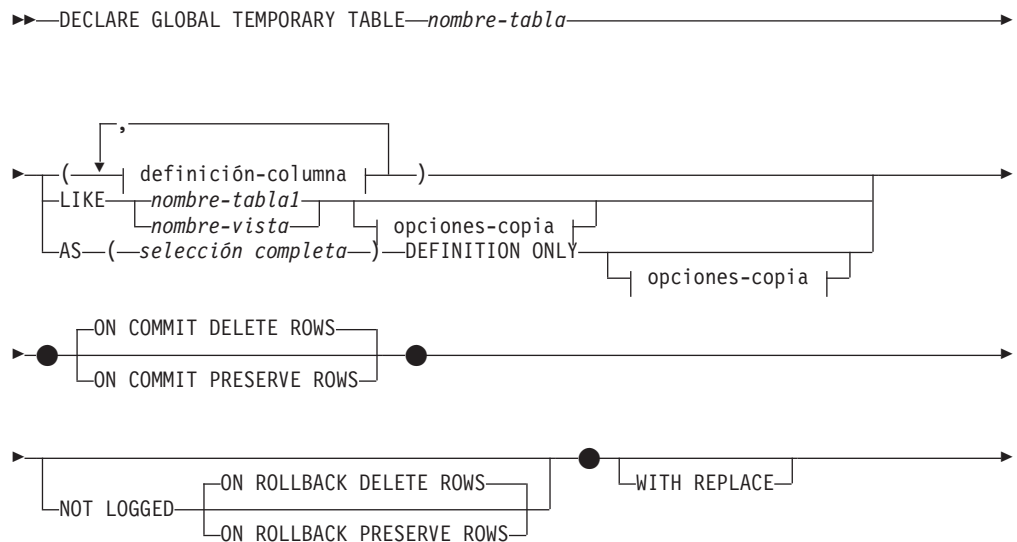 DECLARE GLOBAL TEMPORARY TABLE nombre-tabla
,
( definición-columna )
LIKE nombre-tabla1
nombre-vista opciones-copia
AS ( selección completa ) DEFINITION ONLY
opciones-copia
ON COMMIT DELETE ROWS
ON COMMIT PRESERVE ROWS
ON ROLLBACK DELETE ROWS WITH REPLACE
NOT LOGGED
ON ROLLBACK PRESERVE ROWS